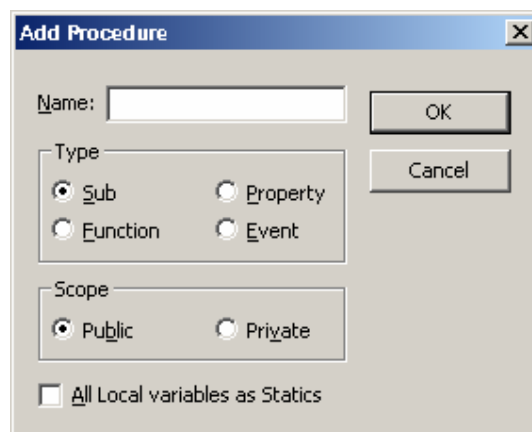 Add Procedure
Name:
OK
Type
Cancel
Sub
Property
Function
Event
Scope
Public
Private
All Local variables as Statics